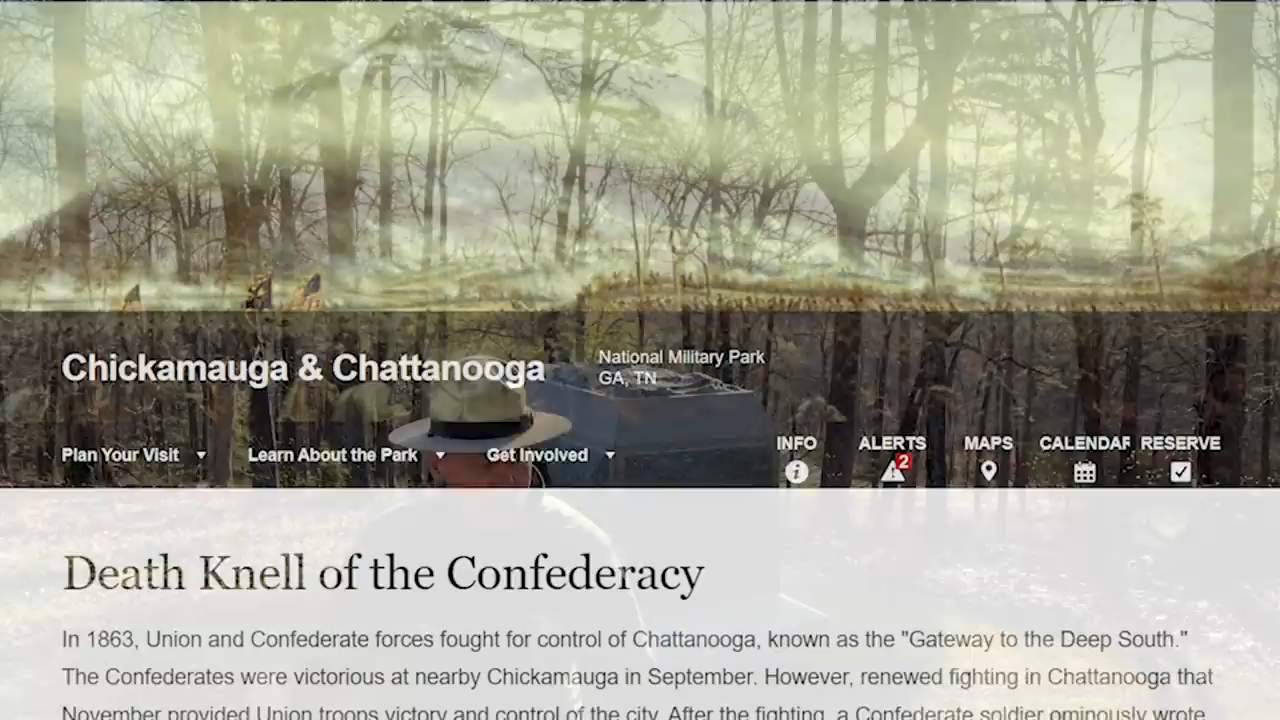 Chickamauga & Chattanooga
National Military Park
GA, TN
Plan Your Visit
Learn About the Park
Get Involved
INFO
ALERTS
2
MAPS
CALENDAR
RESERVE
Death Knell of the Confederacy
In 1863, Union and Confederate forces fought for control of Chattanooga, known as the "Gateway to the Deep South."
The Confederates were victorious at nearby Chickamauga in September. However, renewed fighting in Chattanooga that
November provided Union troops victory and control of the city. After the fighting, a Confederate soldier ominously wrote,